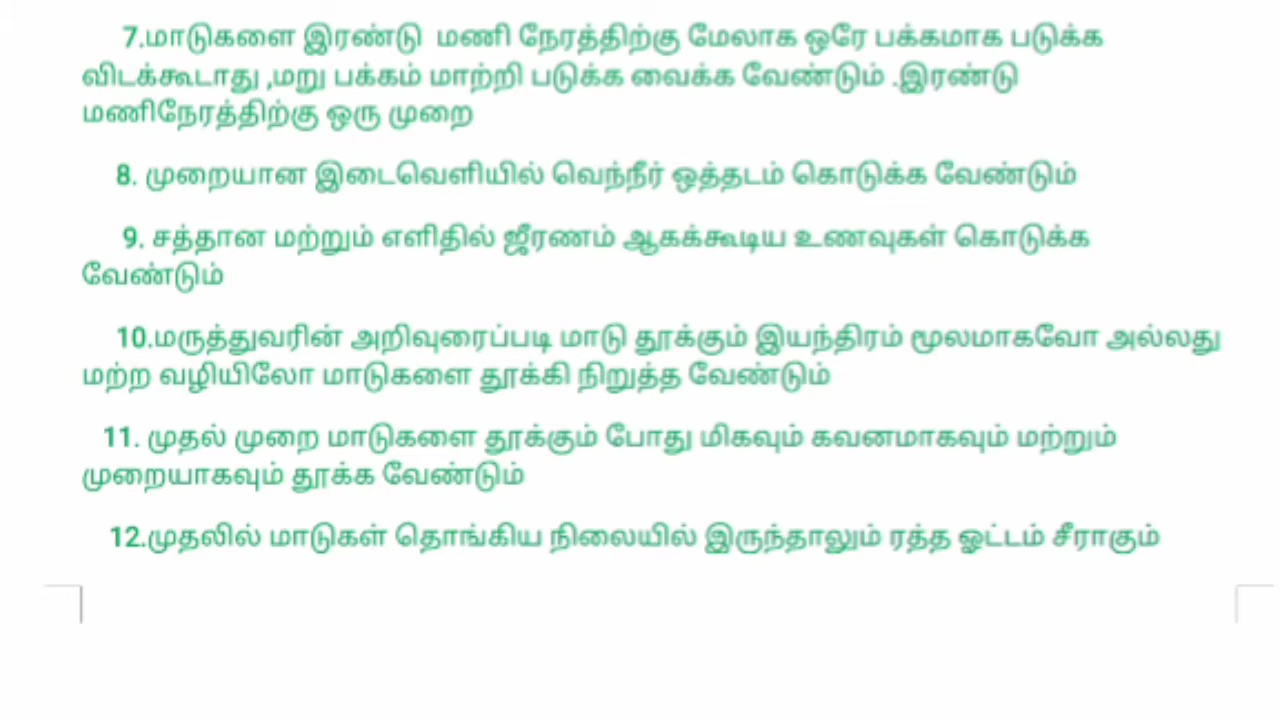 7.மாடுகளை இரண்டு மணி நேரத்திற்கு மேலாக ஒரே பக்கமாக படுக்க
விடக்கூடாது ,மறு பக்கம் மாற்றி படுக்க வைக்க வேண்டும் .இரண்டு
மணிநேரத்திற்கு ஒரு முறை
8. முறையான இடைவெளியில் வெந்நீர் ஒத்தடம் கொடுக்க வேண்டும்
9. சத்தான மற்றும் எளிதில் ஜீரணம் ஆகக்கூடிய உணவுகள் கொடுக்க
வேண்டும்
10.மருத்துவரின் அறிவுரைப்படி மாடு தூக்கும் இயந்திரம் மூலமாகவோ அல்லது
மற்ற வழியிலோ மாடுகளை தூக்கி நிறுத்த வேண்டும்
11. முதல் முறை மாடுகளை தூக்கும் போது மிகவும் கவனமாகவும் மற்றும்
முறையாகவும் தூக்க வேண்டும்
12.முதலில் மாடுகள் தொங்கிய நிலையில் இருந்தாலும் ரத்த ஓட்டம் சீராகும்